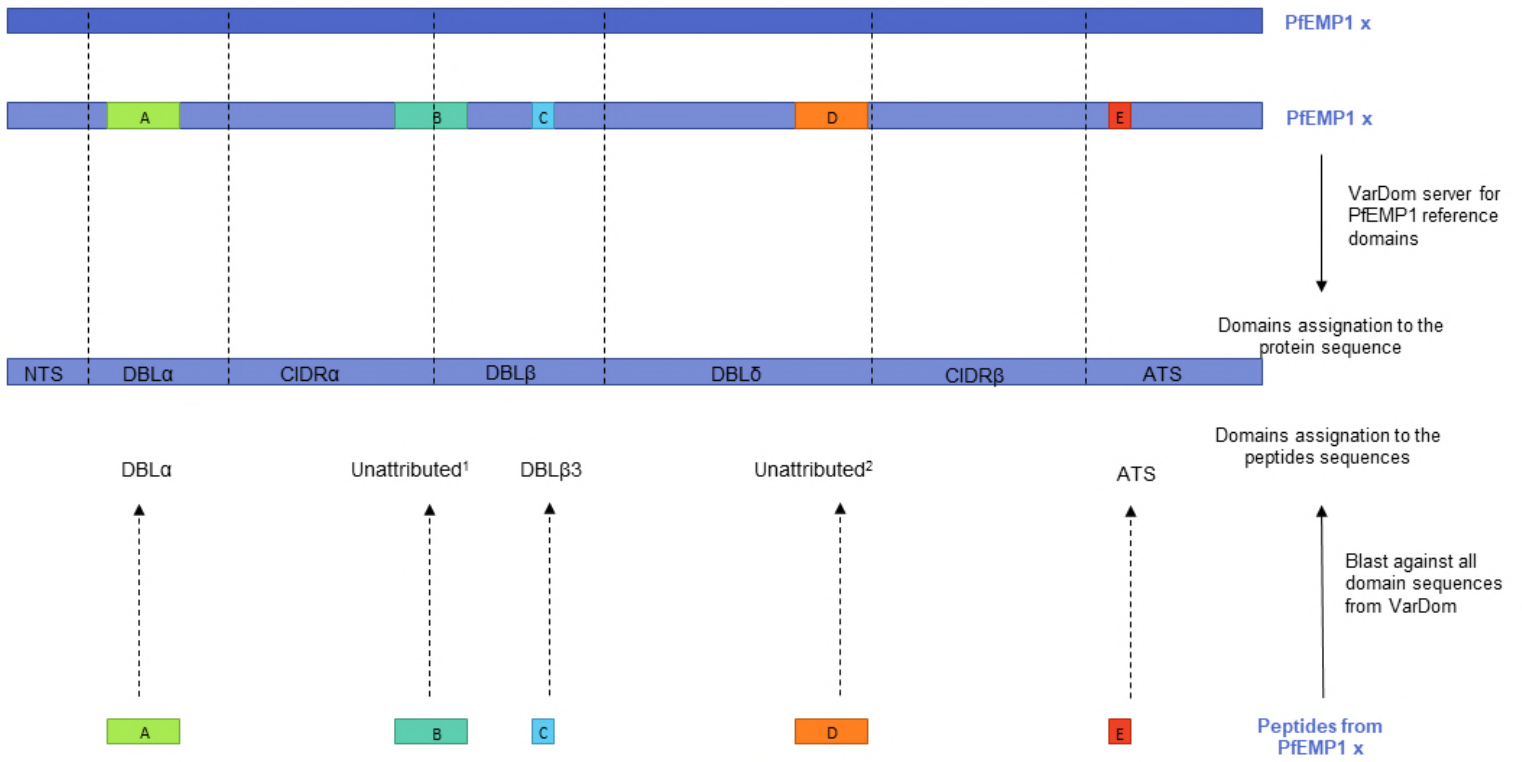 PfEMP1 x
A
B
C
D
E
PfEMP1 x
VarDom server for
PfEMP1 reference
domains
Domains assignation to the
protein sequence
NTS
DBLα
CIDRα
DBLβ
DBLδ
CIDRβ
ATS
Domains assignation to the
peptides sequences
DBLα
Unattributed¹
DBLβ3
Unattributed²
ATS
Blast against all
domain sequences
from VarDom
A
B
C
D
E
Peptides from
PfEMP1 x